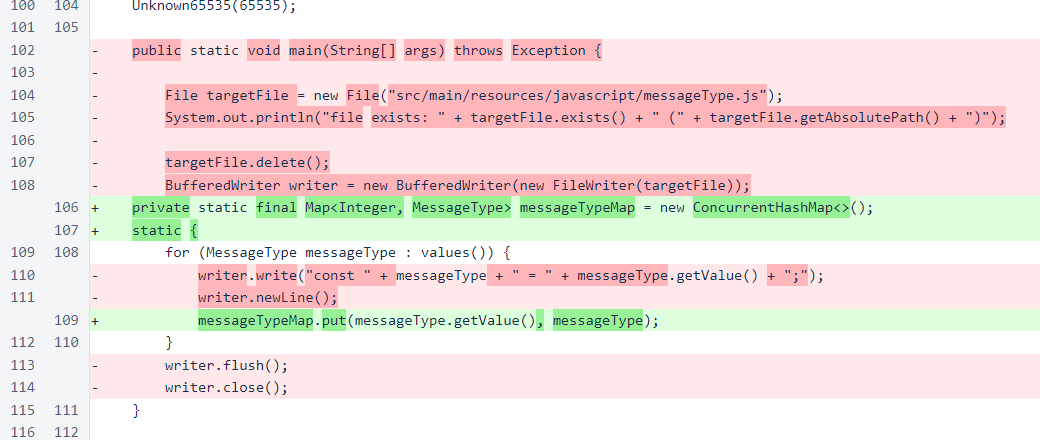 100 104 Unknown65535(65535);
101 105
102 - public static void main(String[] args) throws Exception {
103 -
104 - File targetFile = new File("src/main/resources/javascript/messageType.js");
105 - System.out.println("file exists: " + targetFile.exists() + " (" + targetFile.getAbsolutePath() + ")");
106 -
107 - targetFile.delete();
108 - BufferedWriter writer = new BufferedWriter(new FileWriter(targetFile));
106 + private static final Map<Integer, MessageType> messageTypeMap = new ConcurrentHashMap<>();
107 + static {
109 108 for (MessageType messageType : values()) {
110 - writer.write("const " + messageType + " = " + messageType.getValue() + ";");
111 - writer.newLine();
109 + messageTypeMap.put(messageType.getValue(), messageType);
112 110 }
113 - writer.flush();
114 - writer.close();
115 111 }
116 112